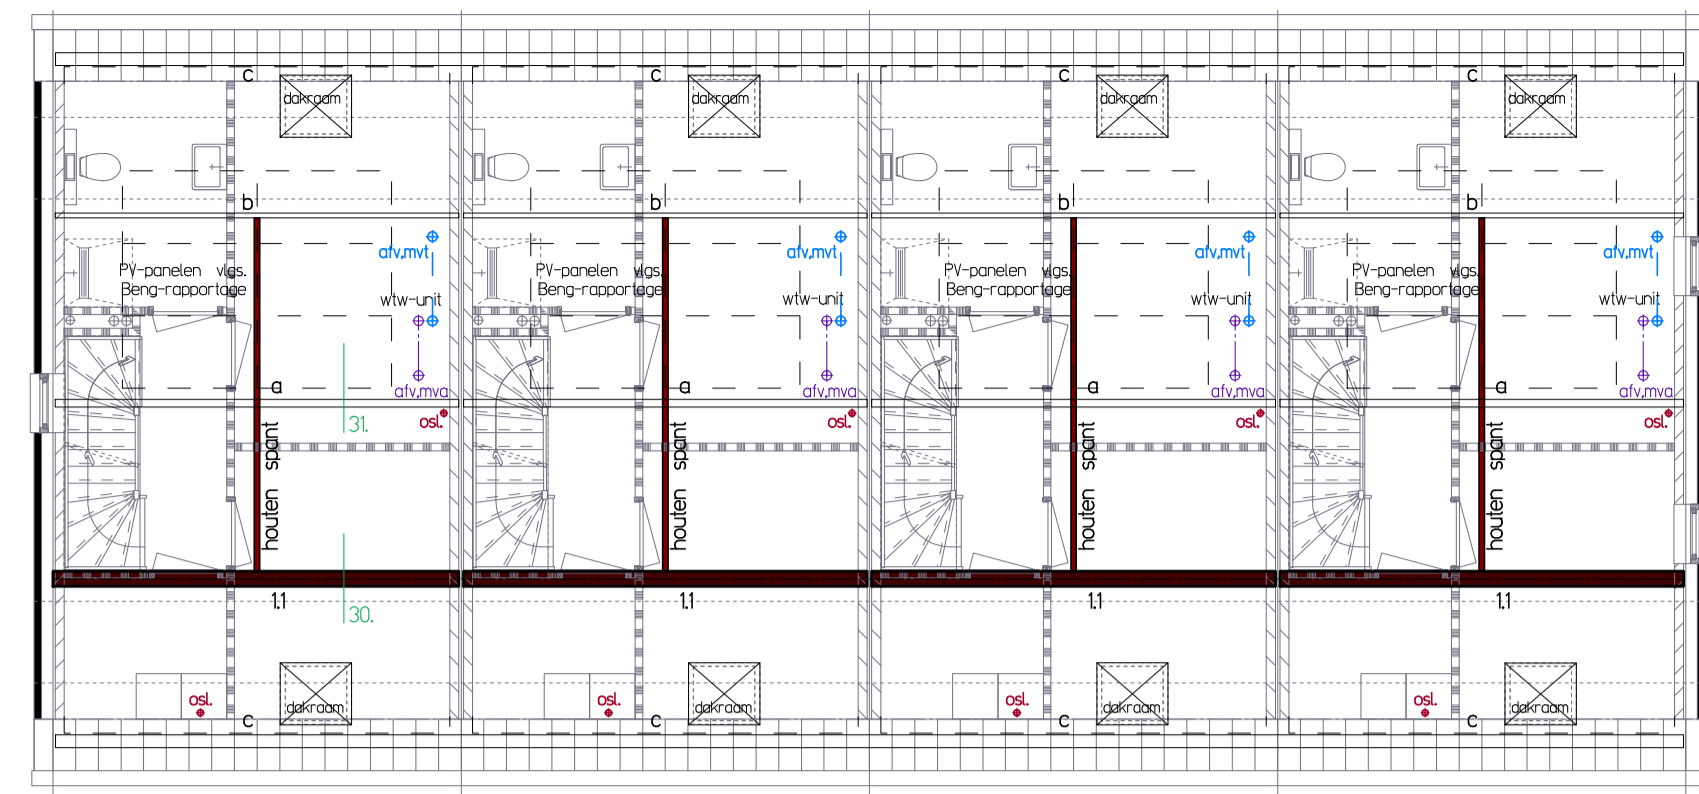 c c c c
dakraam dakraam dakraam dakraam
b b b b
afv.mvt afv.mvt afv.mvt afv.mvt
PV-panelen vlgs. PV-panelen vlgs. PV-panelen vlgs. PV-panelen vlgs.
Beng-rapportage Beng-rapportage Beng-rapportage Beng-rapportage
wtw-unit wtw-unit wtw-unit wtw-unit
a a a a
afv.mva afv.mva afv.mva afv.mva
31.
osl. osl. osl. osl.
houten spant houten spant houten spant houten spant
1.1 1.1 1.1 1.1
30.
osl. osl. osl. osl.
dakraam dakraam dakraam dakraam
c c c c